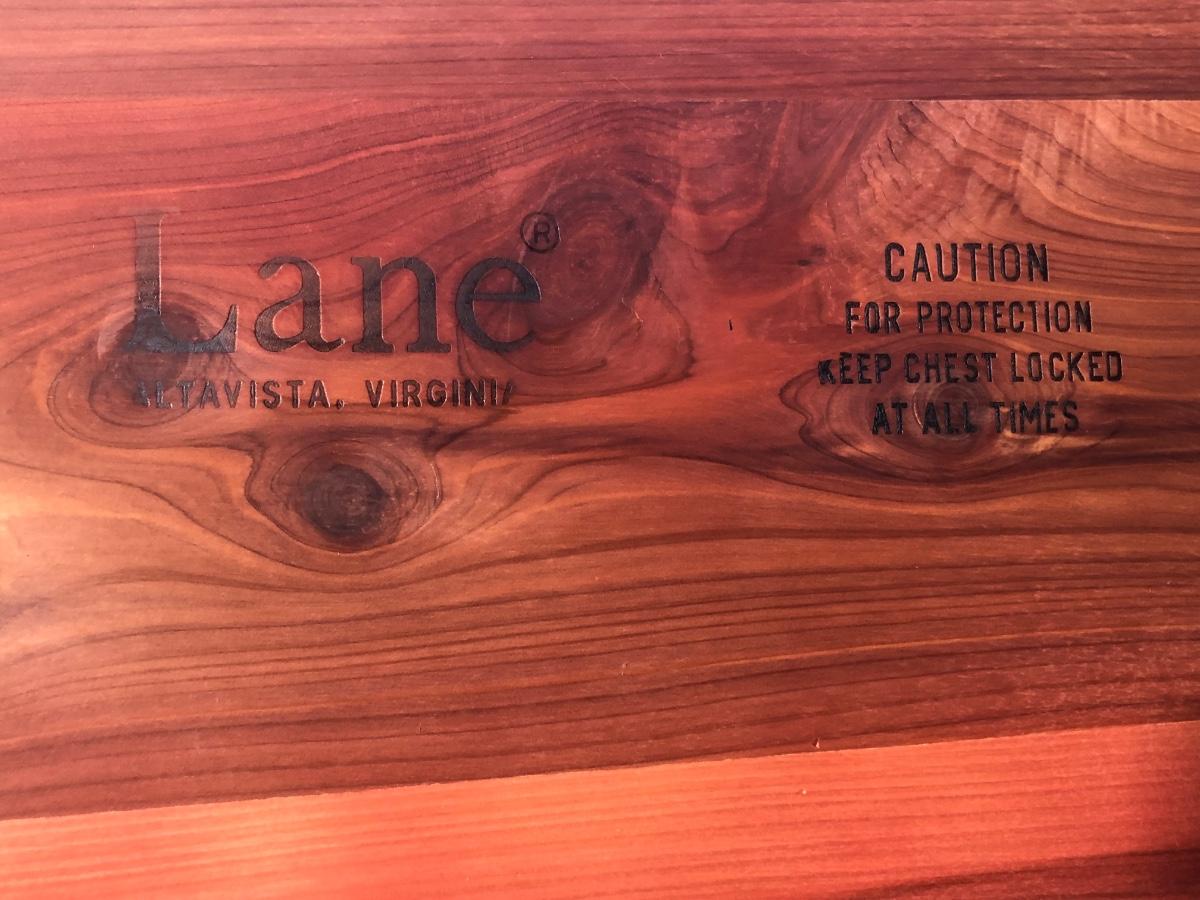 Lane®
ALTAVISTA, VIRGINIA
CAUTION
FOR PROTECTION
KEEP CHEST LOCKED
AT ALL TIMES